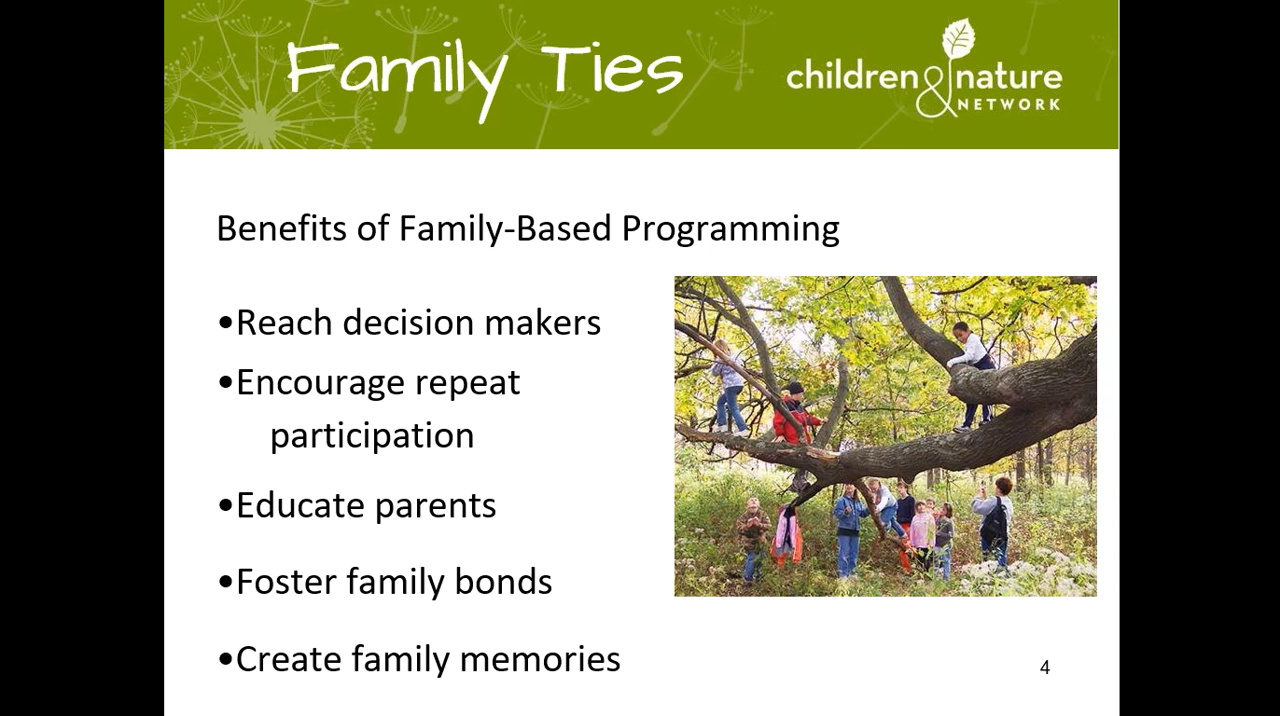 Family Ties
children & nature
NETWORK
Benefits of Family-Based Programming
•Reach decision makers
•Encourage repeat
participation
•Educate parents
•Foster family bonds
•Create family memories
4